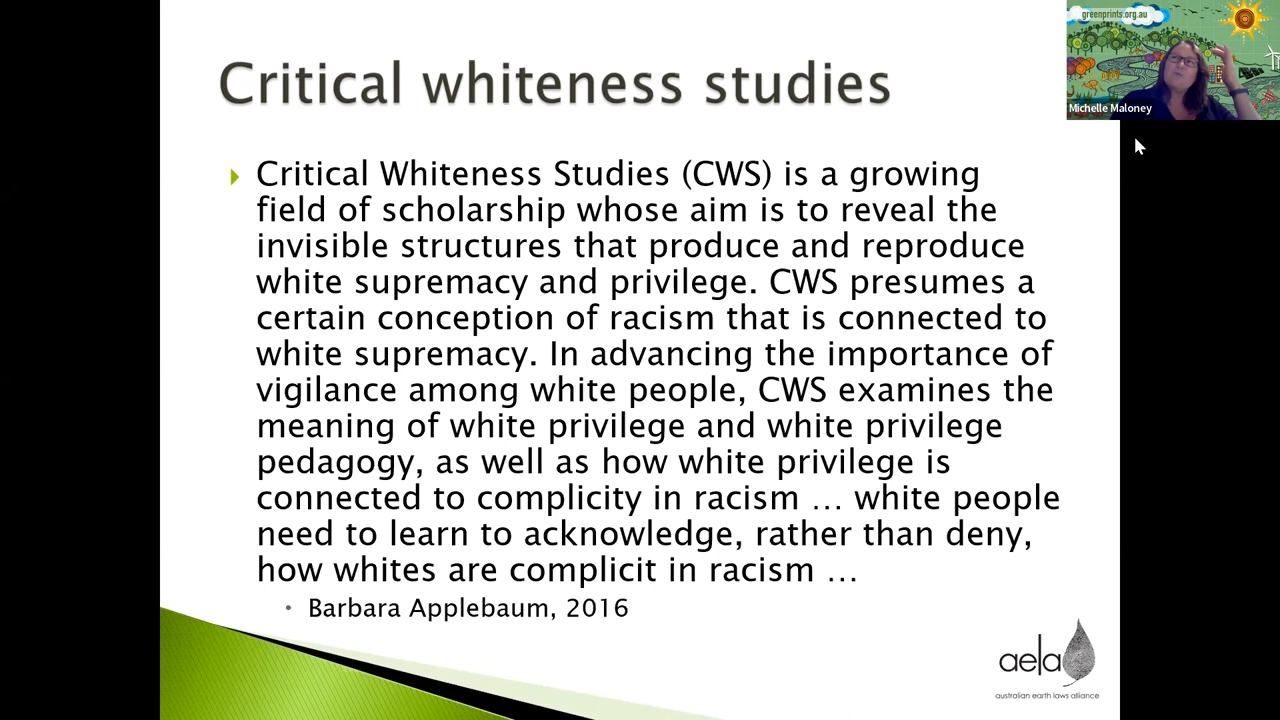 Critical whiteness studies
Critical Whiteness Studies (CWS) is a growing
field of scholarship whose aim is to reveal the
invisible structures that produce and reproduce
white supremacy and privilege. CWS presumes a
certain conception of racism that is connected to
white supremacy. In advancing the importance of
vigilance among white people, CWS examines the
meaning of white privilege and white privilege
pedagogy, as well as how white privilege is
connected to complicity in racism … white people
need to learn to acknowledge, rather than deny,
how whites are complicit in racism …
Barbara Applebaum, 2016
greenprints.org.au
Michelle Maloney
aela
australian earth laws alliance